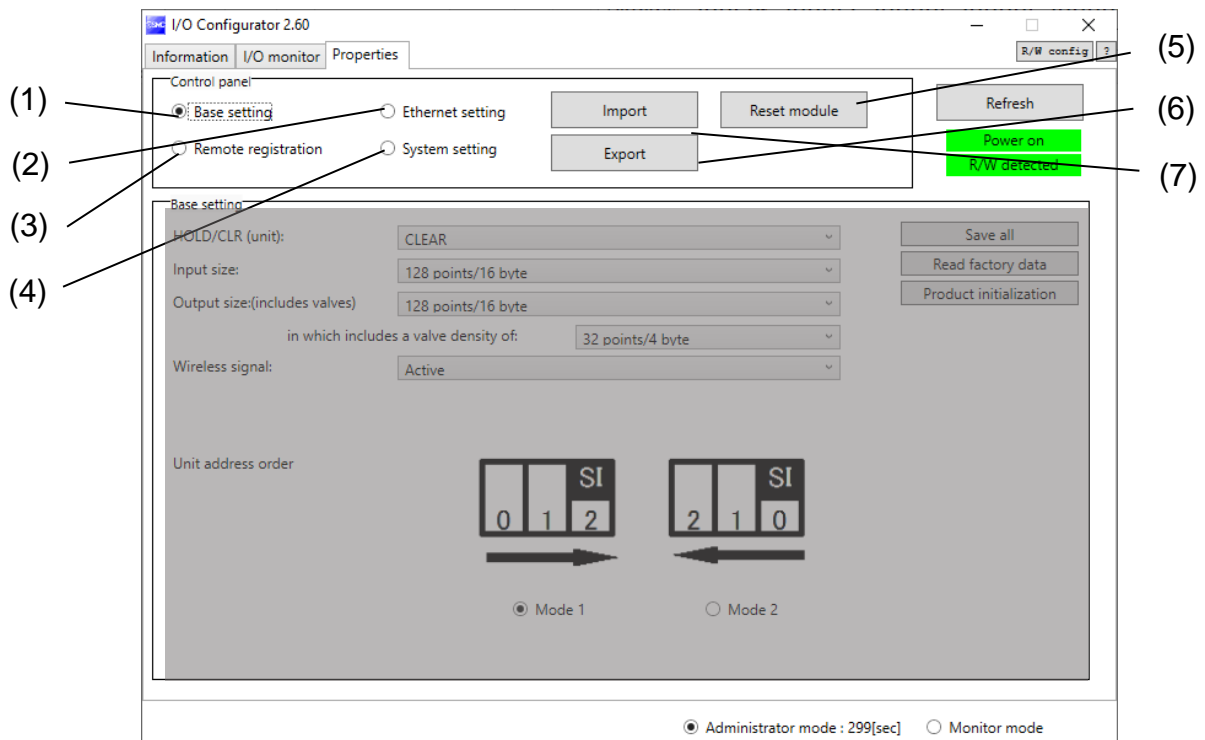 SMC I/O Configurator 2.60
Information I/O monitor Properties R/W config ?
Control panel
Base setting Ethernet setting Import Reset module Refresh
Remote registration System setting Export Power on
R/W detected
(1)
(2)
(3)
(4)
(5)
(6)
(7)
Base setting
HOLD/CLR (unit): CLEAR Save all
Input size: 128 points/16 byte Read factory data
Output size:(includes valves) 128 points/16 byte Product initialization
in which includes a valve density of: 32 points/4 byte
Wireless signal: Active
Unit address order
SI SI
0 1 2 2 1 0
Mode 1 Mode 2
Administrator mode : 299[sec] Monitor mode